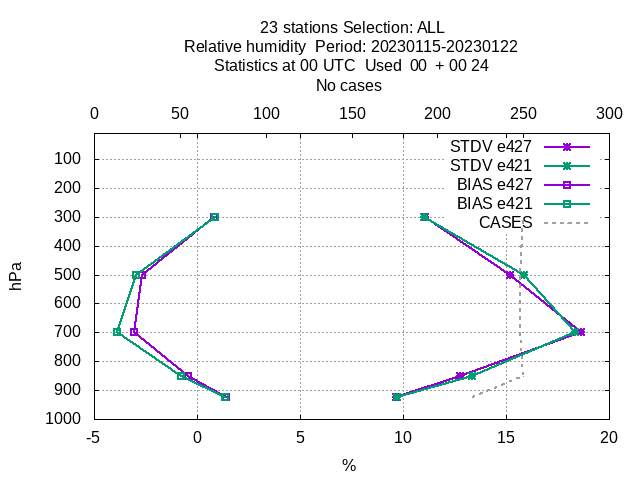 23 stations Selection: ALL
Relative humidity  Period: 20230115-20230122
Statistics at 00 UTC  Used  00  + 00 24
No cases
0 50 100 150 200 250 300
STDV e427
STDV e421
BIAS e427
BIAS e421
CASES
100
200
300
400
500
600
700
800
900
1000
hPa
-5 0 5 10 15 20
%